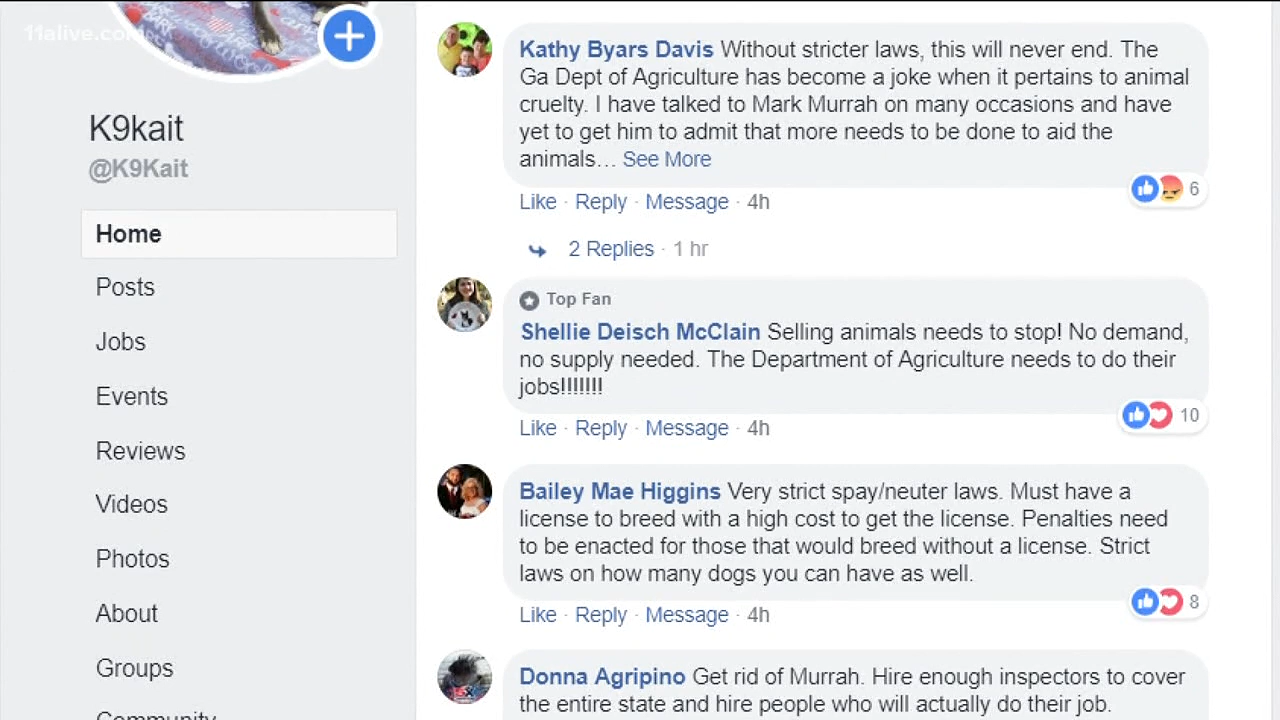 11alive.com
K9kait
@K9Kait
Home
Posts
Jobs
Events
Reviews
Videos
Photos
About
Groups
Community
Kathy Byars Davis Without stricter laws, this will never end. The
Ga Dept of Agriculture has become a joke when it pertains to animal
cruelty. I have talked to Mark Murrah on many occasions and have
yet to get him to admit that more needs to be done to aid the
animals… See More
6
Like · Reply · Message · 4h
2 Replies · 1 hr
Top Fan
Shellie Deisch McClain Selling animals needs to stop! No demand,
no supply needed. The Department of Agriculture needs to do their
jobs!!!!!!!
10
Like · Reply · Message · 4h
Bailey Mae Higgins Very strict spay/neuter laws. Must have a
license to breed with a high cost to get the license. Penalties need
to be enacted for those that would breed without a license. Strict
laws on how many dogs you can have as well.
8
Like · Reply · Message · 4h
Donna Agripino Get rid of Murrah. Hire enough inspectors to cover
the entire state and hire people who will actually do their job.